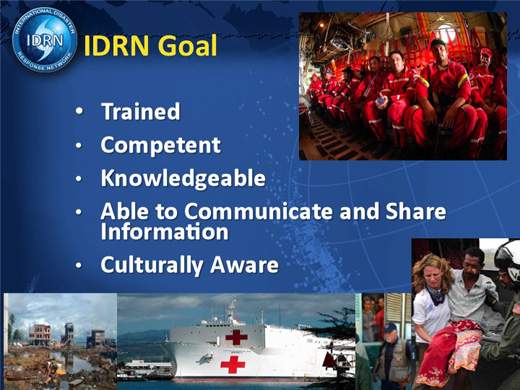 INTERNATIONAL DISASTER
IDRN
RESPONSE NETWORK
IDRN Goal
• Trained
• Competent
• Knowledgeable
• Able to Communicate and Share
Information
• Culturally Aware